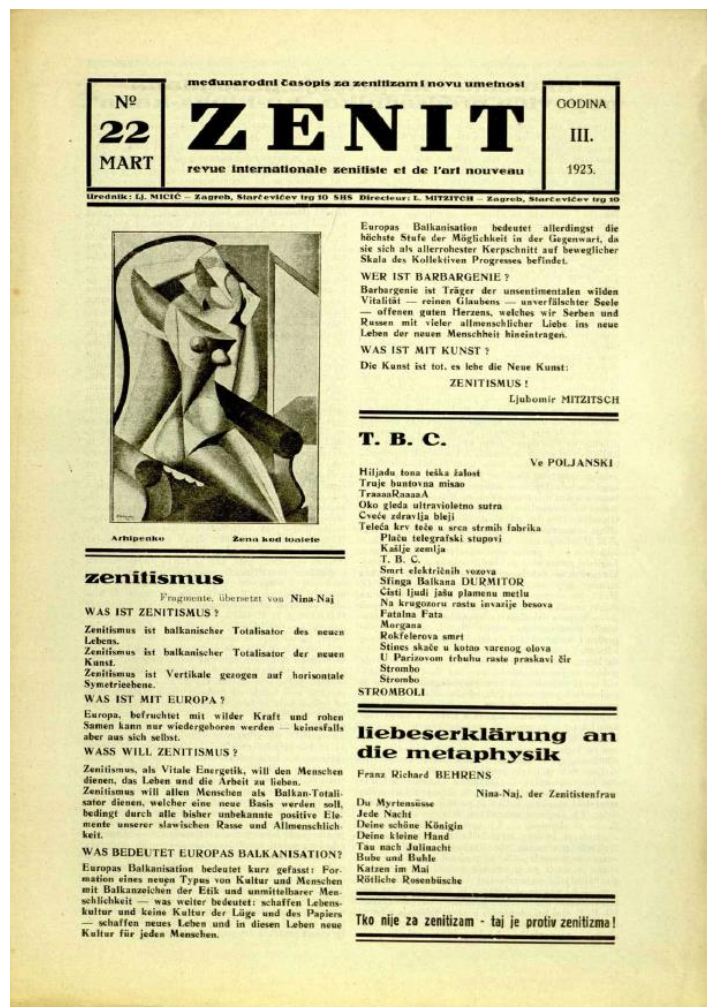 međunarodni časopis za zenitizam i novu umetnost
Nº
22
MART
ZENIT
GODINA
III.
1923.
revue internationale zenitiste et de l'art nouveau
Urednik: Lj. MICIĆ – Zagreb, Starčevićev trg 10 SHS Directeur: L. MITZITCH – Zagreb, Starčevićev trg 10
Arhipenko Žena kod toalete
zenitismus
Fragmente, übersetzt von Nina-Naj
WAS IST ZENITISMUS ?
Zenitismus ist balkanischer Totalisator des neuen
Lebens.
Zenitismus ist balkanischer Totalisator der neuen
Kunst.
Zenitismus ist Vertikale gezogen auf horisontale
Symetrieebene.
WAS IST MIT EUROPA ?
Europa, befruchtet mit wilder Kraft und rohen
Samen kann nur wiedergeboren werden — keinesfalls
aber aus sich selbst.
WASS WILL ZENITISMUS ?
Zenitismus, als Vitale Energetik, will den Menschen
dienen, das Leben und die Arbeit zu lieben.
Zenitismus will allen Menschen als Balkan-Totali-
sator dienen, welcher eine neue Basis werden soll,
bedingt durch alle bisher unbekannte positive Ele-
mente unserer slawischen Rasse und Allmenschlich-
keit.
WAS BEDEUTET EUROPAS BALKANISATION?
Europas Balkanisation bedeutet kurz gefasst: For-
mation eines neuen Typus von Kultur und Menschen
mit Balkanzeichen der Etik und unmittelbarer Men-
schlichkeit — was weiter bedeutet: schaffen Lebens-
kultur und keine Kultur der Lüge und des Papiers
— schaffen neues Leben und in diesen Leben neue
Kultur für jeden Menschen.
Europas Balkanisation bedeutet allerdingst die
höchste Stufe der Möglichkeit in der Gegenwart, da
sie sich als allerrohester Kerpschnitt auf beweglicher
Skala des Kollektiven Progresses befindet.
WER IST BARBARGENIE ?
Barbargenie ist Träger der unsentimentalen wilden
Vitalität — reinen Glaubens — unverfälschter Seele
— offenen guten Herzens, welches wir Serben und
Russen mit vieler allmenschlicher Liebe ins neue
Leben der neuen Menschheit hineintragen.
WAS IST MIT KUNST ?
Die Kunst ist tot, es lebe die Neue Kunst:
ZENITISMUS !
Ljubomir MITZITSCH
T. B. C.
Ve POLJANSKI
Hiljadu tona teška žalost
Truje buntovna misao
TraaaaRaaaaA
Oko gleda ultravioletno sutra
Cveće zdravlja bleji
Teleća krv teče u srca strmih fabrika
Plaču telegrafski stupovi
Kašlje zemlja
T. B. C.
Smrt električnih vozova
Sfinga Balkana DURMITOR
Čisti ljudi jašu plamenu metlu
Na krugozoru rastu invazije besova
Fatalna Fata
Morgana
Rokfelerova smrt
Stines skače u kotao varenog olova
U Parizovom trbuhu raste praskavi čir
Strombo
Strombo
STROMBOLI
liebeserklärung an
die metaphysik
Franz Richard BEHRENS
Nina-Naj, der Zenitistenfrau
Du Myrtensüsse
Jede Nacht
Deine schöne Königin
Deine kleine Hand
Tau nach Julinacht
Bube und Buhle
Katzen im Mai
Rötliche Rosenbüsche
Tko nije za zenitizam - taj je protiv zenitizma!